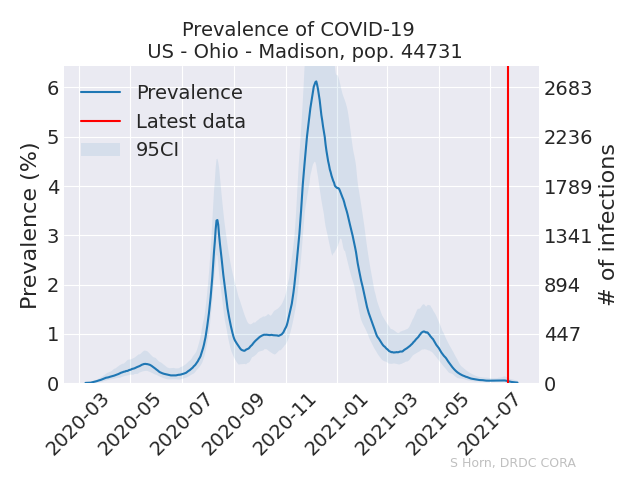 Prevalence of COVID-19
US - Ohio - Madison, pop. 44731
Prevalence
Latest data
95CI
Prevalence (%)
6
5
4
3
2
1
0
2683
2236
1789
1341
894
447
0
# of infections
2020-03
2020-05
2020-07
2020-09
2020-11
2021-01
2021-03
2021-05
2021-07
S Horn, DRDC CORA